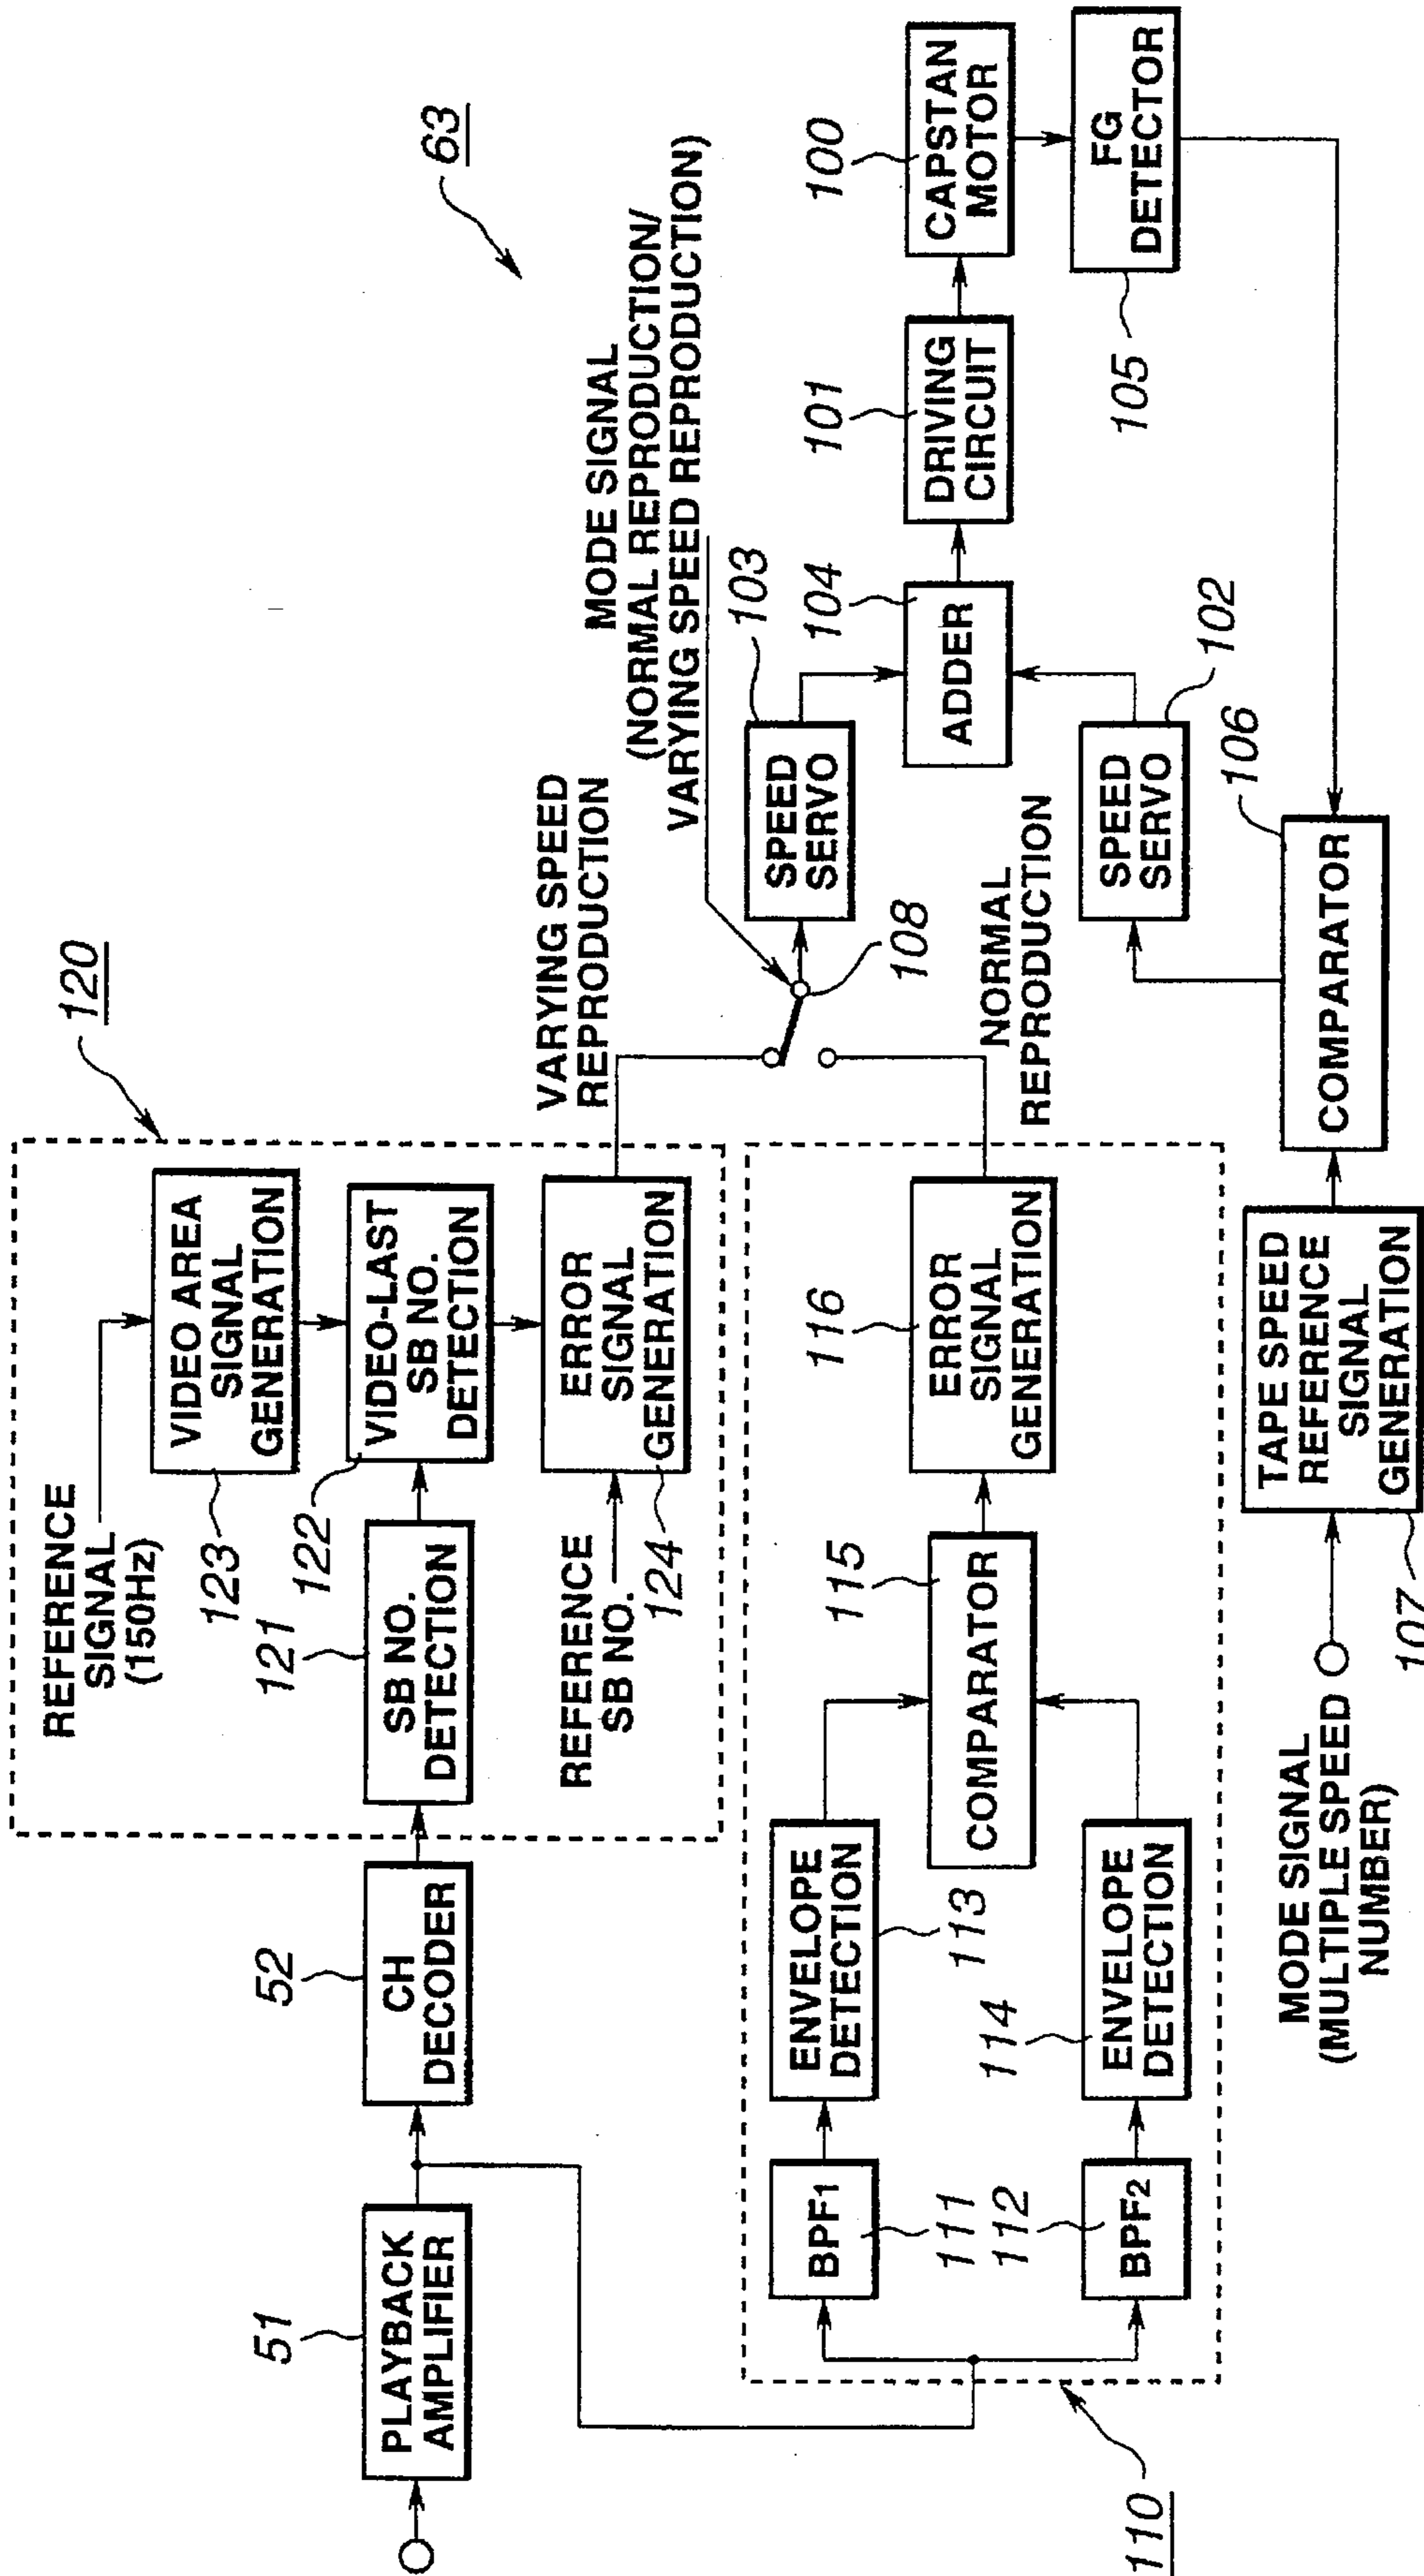 63
120
REFERENCE
SIGNAL
(150Hz)
VIDEO AREA
SIGNAL
GENERATION
123
51
PLAYBACK
AMPLIFIER
52
CH
DECODER
121
SB NO.
DETECTION
122
VIDEO-LAST
SB NO.
DETECTION
REFERENCE
SB NO.
124
ERROR
SIGNAL
GENERATION
VARYING SPEED
REPRODUCTION
MODE SIGNAL
(NORMAL REPRODUCTION/
VARYING SPEED REPRODUCTION)
108
103
SPEED
SERVO
104
ADDER
101
DRIVING
CIRCUIT
100
CAPSTAN
MOTOR
FG
DETECTOR
105
110
BPF1
111
112
BPF2
ENVELOPE
DETECTION
113
114
ENVELOPE
DETECTION
115
COMPARATOR
116
ERROR
SIGNAL
GENERATION
NORMAL
REPRODUCTION
SPEED
SERVO
102
106
COMPARATOR
MODE SIGNAL
(MULTIPLE SPEED
NUMBER)
TAPE SPEED
REFERENCE
SIGNAL
GENERATION
107